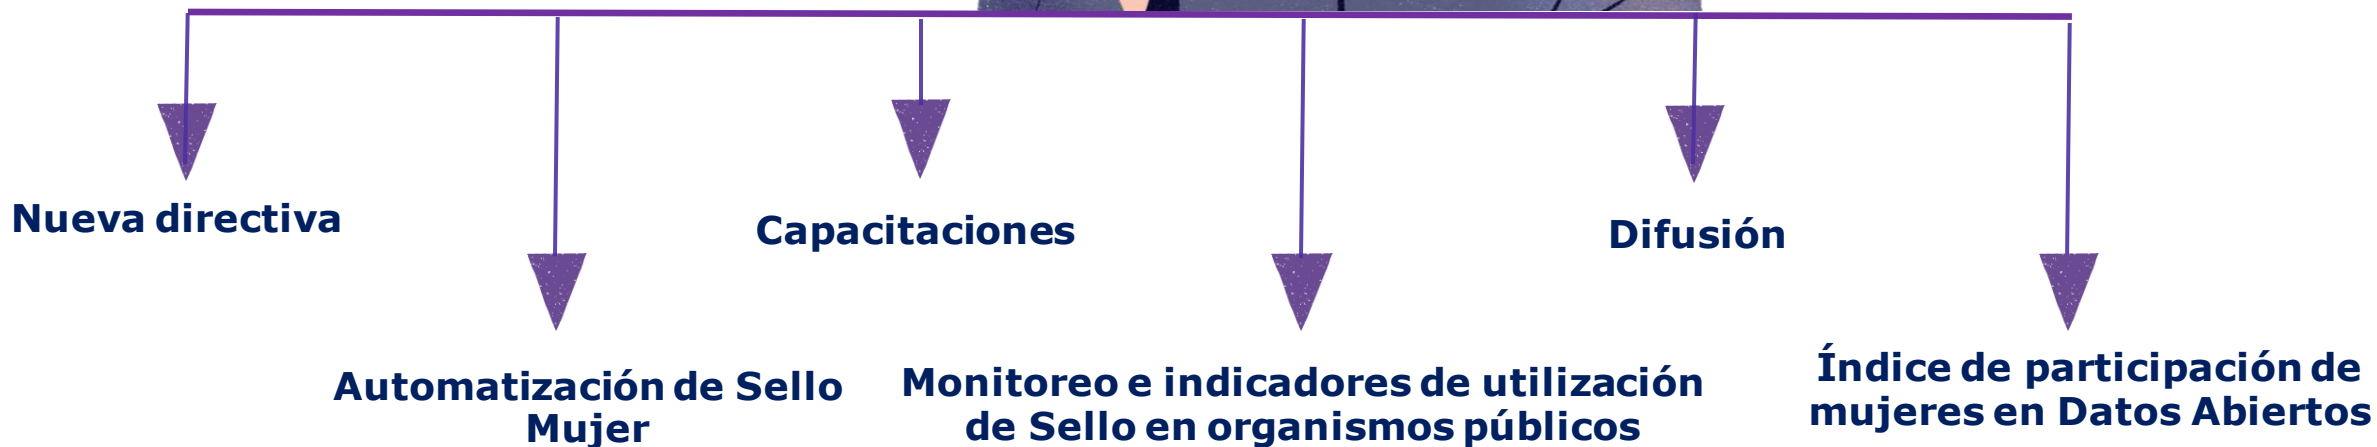 Nueva directiva
Automatización de Sello
Mujer
Capacitaciones
Monitoreo e indicadores de utilización
de Sello en organismos públicos
Difusión
Índice de participación de
mujeres en Datos Abiertos